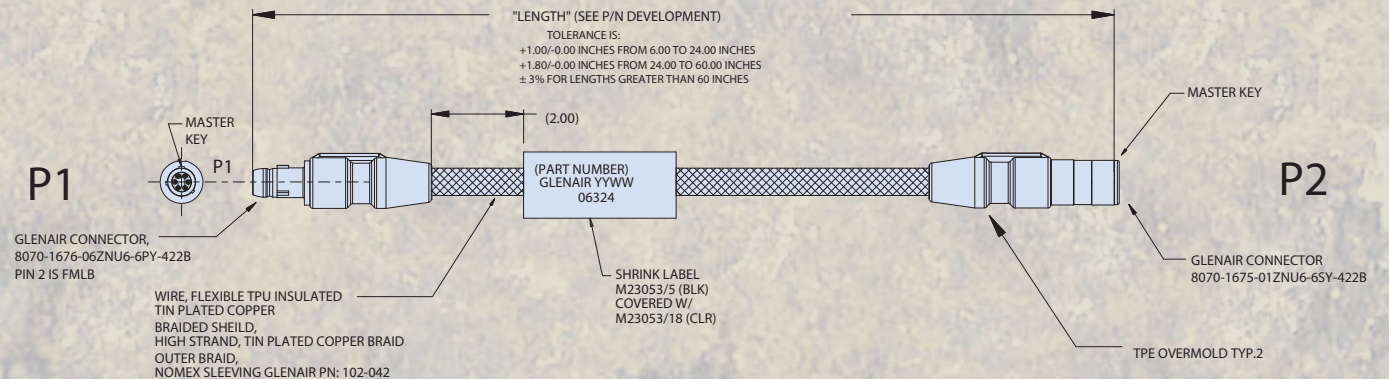 "LENGTH" (SEE P/N DEVELOPMENT)
TOLERANCE IS:
+1.00/-0.00 INCHES FROM 6.00 TO 24.00 INCHES
+1.80/-0.00 INCHES FROM 24.00 TO 60.00 INCHES
± 3% FOR LENGTHS GREATER THAN 60 INCHES
(2.00)
MASTER KEY
MASTER
KEY
P1
P1
(PART NUMBER)
GLENAIR YYWW
06324
P2
GLENAIR CONNECTOR,
8070-1676-06ZNU6-6PY-422B
PIN 2 IS FMLB
GLENAIR CONNECTOR
8070-1675-01ZNU6-6SY-422B
SHRINK LABEL
M23053/5 (BLK)
COVERED W/
M23053/18 (CLR)
WIRE, FLEXIBLE TPU INSULATED
TIN PLATED COPPER
BRAIDED SHEILD,
HIGH STRAND, TIN PLATED COPPER BRAID
OUTER BRAID,
NOMEX SLEEVING GLENAIR PN: 102-042
TPE OVERMOLD TYP.2